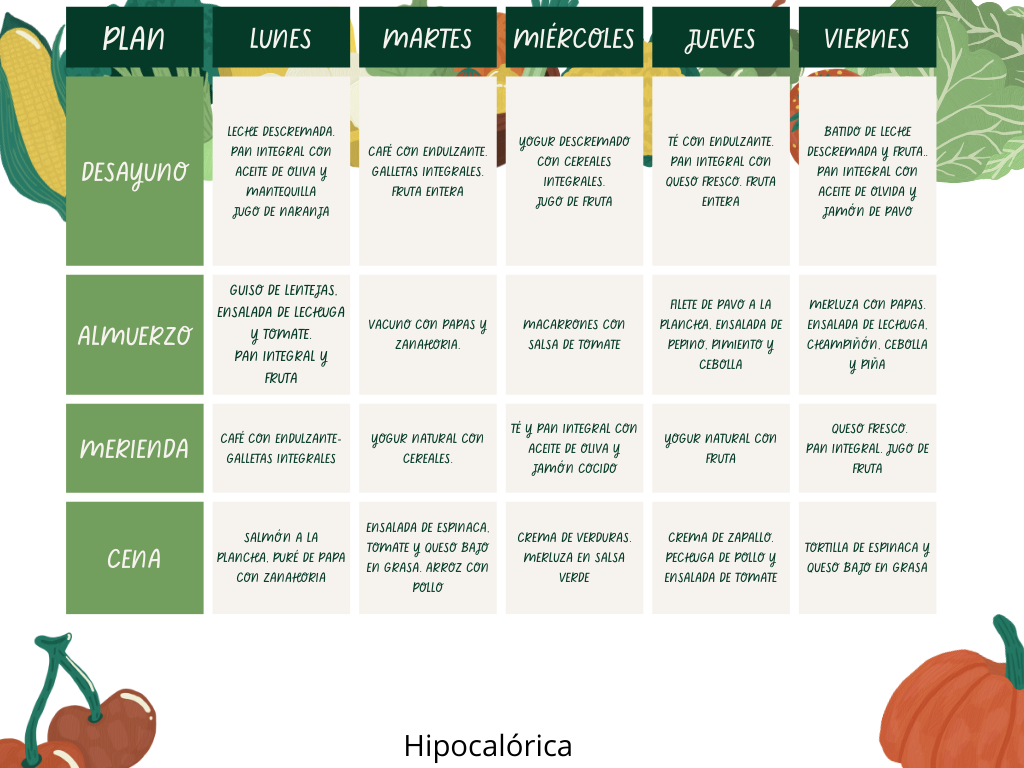 PLAN
LUNES
MARTES
MIÉRCOLES
JUEVES
VIERNES
DESAYUNO
LECHE DESCREMADA.
PAN INTEGRAL CON
ACEITE DE OLIVA Y
MANTEQUILLA
JUGO DE NARANJA
CAFÉ CON ENDULZANTE.
GALLETAS INTEGRALES.
FRUTA ENTERA
YOGUR DESCREMADO
CON CEREALES
INTEGRALES.
JUGO DE FRUTA
TÉ CON ENDULZANTE.
PAN INTEGRAL CON
QUESO FRESCO. FRUTA
ENTERA
BATIDO DE LECHE
DESCREMADA Y FRUTA..
PAN INTEGRAL CON
ACEITE DE OLVIDA Y
JAMÓN DE PAVO
ALMUERZO
GUISO DE LENTEJAS,
ENSALADA DE LECHUGA
Y TOMATE.
PAN INTEGRAL Y
FRUTA
VACUNO CON PAPAS Y
ZANAHORIA.
MACARRONES CON
SALSA DE TOMATE
FILETE DE PAVO A LA
PLANCHA, ENSALADA DE
PEPINO, PIMIENTO Y
CEBOLLA
MERLUZA CON PAPAS.
ENSALADA DE LECHUGA,
CHAMPIÑÓN, CEBOLLA
Y PIÑA
MERIENDA
CAFÉ CON ENDULZANTE-
GALLETAS INTEGRALES
YOGUR NATURAL CON
CEREALES.
TÉ Y PAN INTEGRAL CON
ACEITE DE OLIVA Y
JAMÓN COCIDO
YOGUR NATURAL CON
FRUTA
QUESO FRESCO.
PAN INTEGRAL. JUGO DE
FRUTA
CENA
SALMÓN A LA
PLANCHA, PURÉ DE PAPA
CON ZANAHORIA
ENSALADA DE ESPINACA,
TOMATE Y QUESO BAJO
EN GRASA. ARROZ CON
POLLO
CREMA DE VERDURAS.
MERLUZA EN SALSA
VERDE
CREMA DE ZAPALLO.
PECHUGA DE POLLO Y
ENSALADA DE TOMATE
TORTILLA DE ESPINACA Y
QUESO BAJO EN GRASA
Hipocalórica